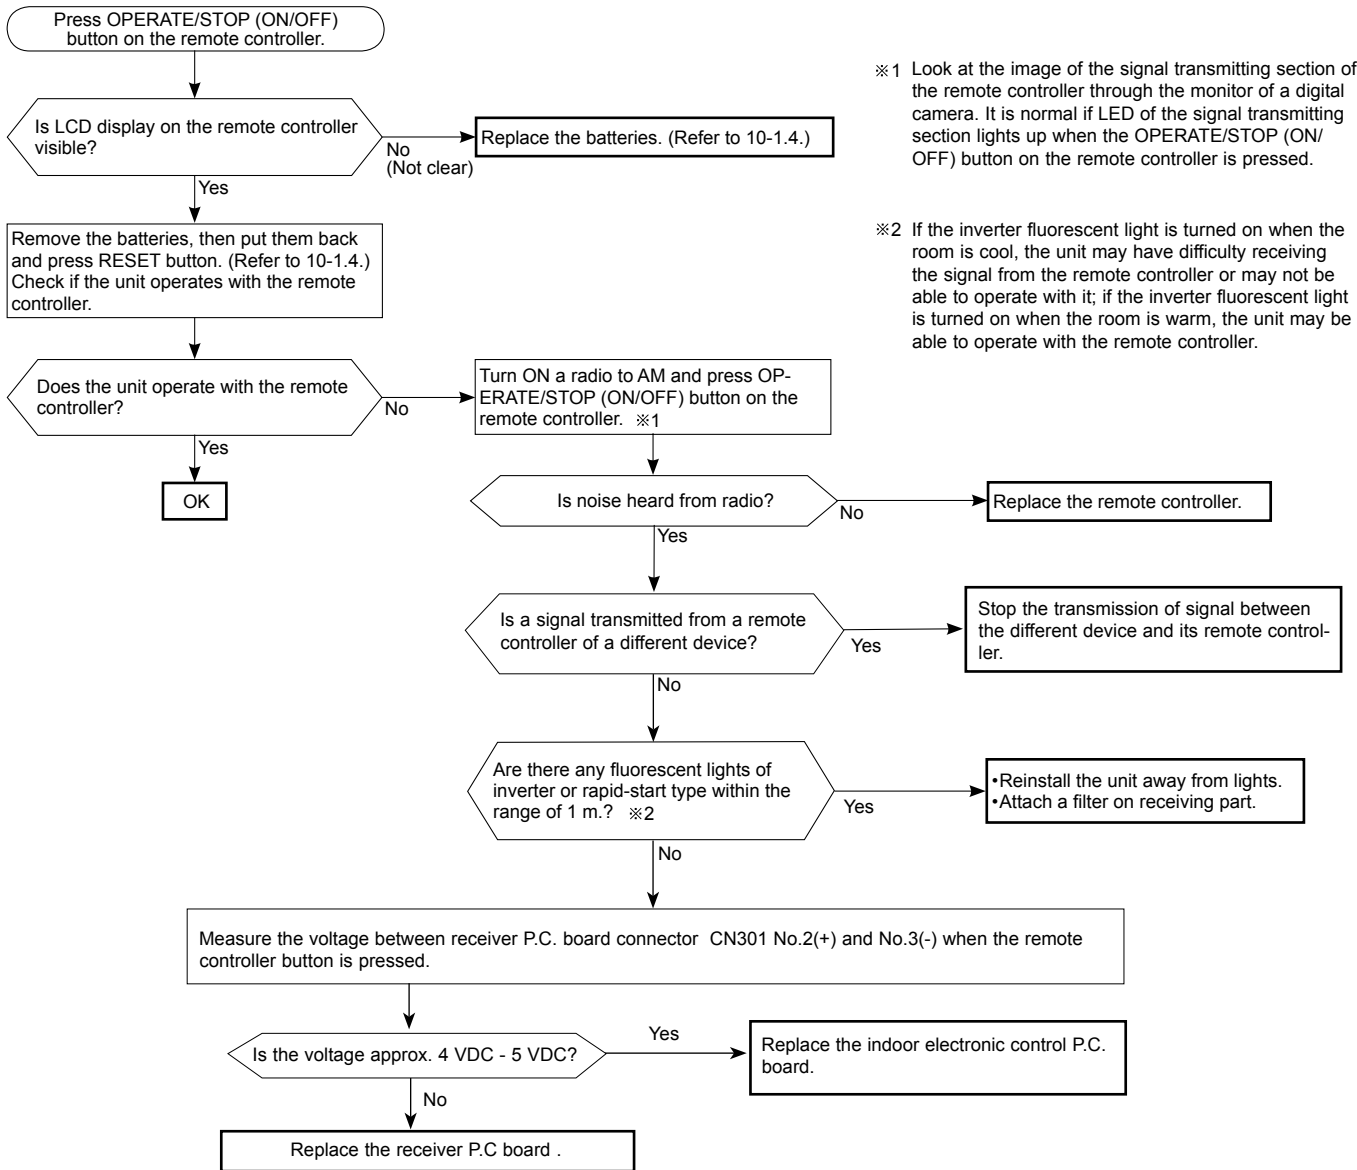 Press OPERATE/STOP (ON/OFF)
button on the remote controller.
Is LCD display on the remote controller
visible?
No
(Not clear)
Replace the batteries. (Refer to 10-1.4.)
Yes
Remove the batteries, then put them back
and press RESET button. (Refer to 10-1.4.)
Check if the unit operates with the remote
controller.
Does the unit operate with the remote
controller?
No
Yes
OK
Turn ON a radio to AM and press OP-
ERATE/STOP (ON/OFF) button on the
remote controller. ※1
Is noise heard from radio?
No
Replace the remote controller.
Yes
Is a signal transmitted from a remote
controller of a different device?
Yes
Stop the transmission of signal between
the different device and its remote control-
ler.
No
Are there any fluorescent lights of
inverter or rapid-start type within the
range of 1 m.? ※2
Yes
•Reinstall the unit away from lights.
•Attach a filter on receiving part.
No
Measure the voltage between receiver P.C. board connector CN301 No.2(+) and No.3(-) when the remote
controller button is pressed.
Is the voltage approx. 4 VDC - 5 VDC?
Yes
Replace the indoor electronic control P.C.
board.
No
Replace the receiver P.C board .
※1 Look at the image of the signal transmitting section of
the remote controller through the monitor of a digital
camera. It is normal if LED of the signal transmitting
section lights up when the OPERATE/STOP (ON/
OFF) button on the remote controller is pressed.
※2 If the inverter fluorescent light is turned on when the
room is cool, the unit may have difficulty receiving
the signal from the remote controller or may not be
able to operate with it; if the inverter fluorescent light
is turned on when the room is warm, the unit may be
able to operate with the remote controller.